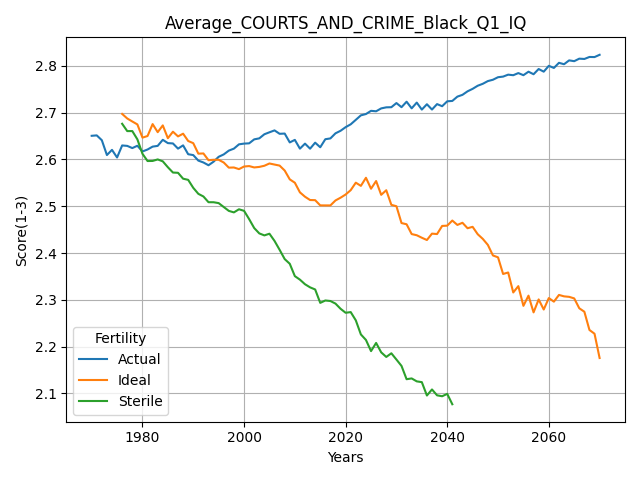 Average_COURTS_AND_CRIME_Black_Q1_IQ
Score(1-3)
2.8
2.7
2.6
2.5
2.4
2.3
2.2
2.1
Fertility
Actual
Ideal
Sterile
1980 2000 2020 2040 2060
Years